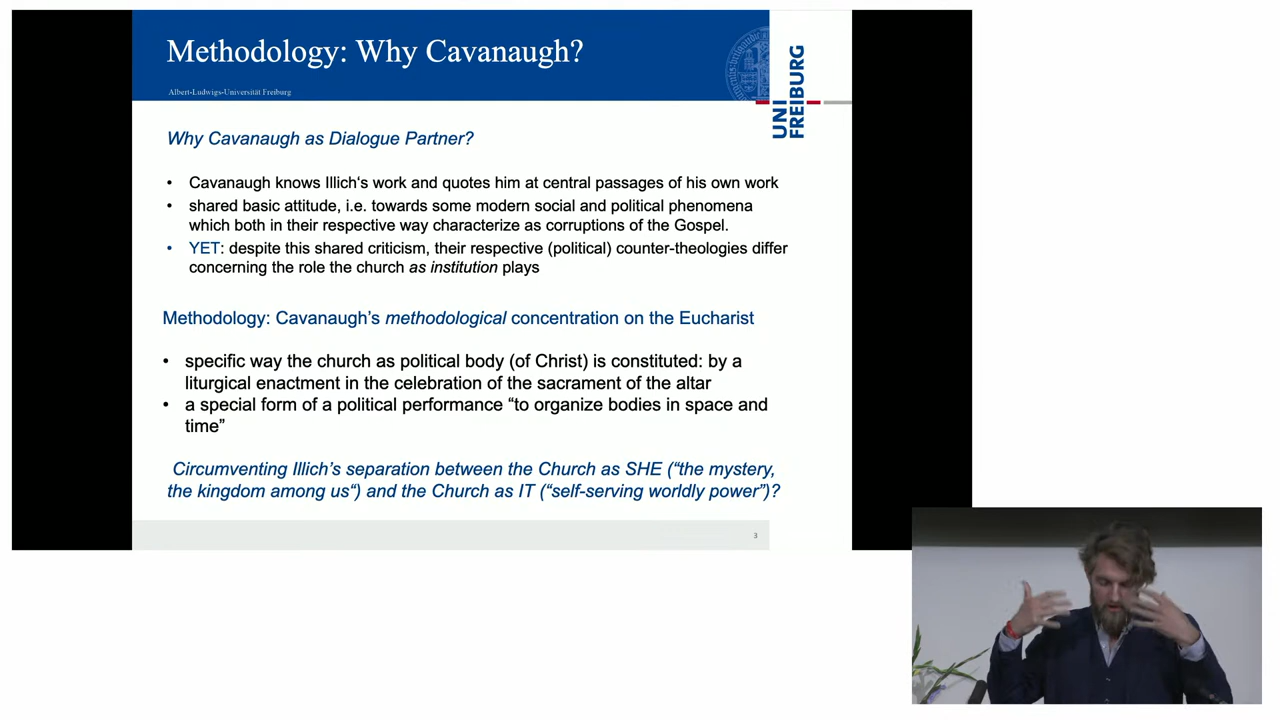 Methodology: Why Cavanaugh?
Albert-Ludwigs-Universität Freiburg
UNI
FREIBURG
Why Cavanaugh as Dialogue Partner?
• Cavanaugh knows Illich‘s work and quotes him at central passages of his own work
• shared basic attitude, i.e. towards some modern social and political phenomena
which both in their respective way characterize as corruptions of the Gospel.
• YET: despite this shared criticism, their respective (political) counter-theologies differ
concerning the role the church as institution plays
Methodology: Cavanaugh’s methodological concentration on the Eucharist
• specific way the church as political body (of Christ) is constituted: by a
liturgical enactment in the celebration of the sacrament of the altar
• a special form of a political performance “to organize bodies in space and
time”
Circumventing Illich’s separation between the Church as SHE (“the mystery,
the kingdom among us“) and the Church as IT (“self-serving worldly power”)?
3